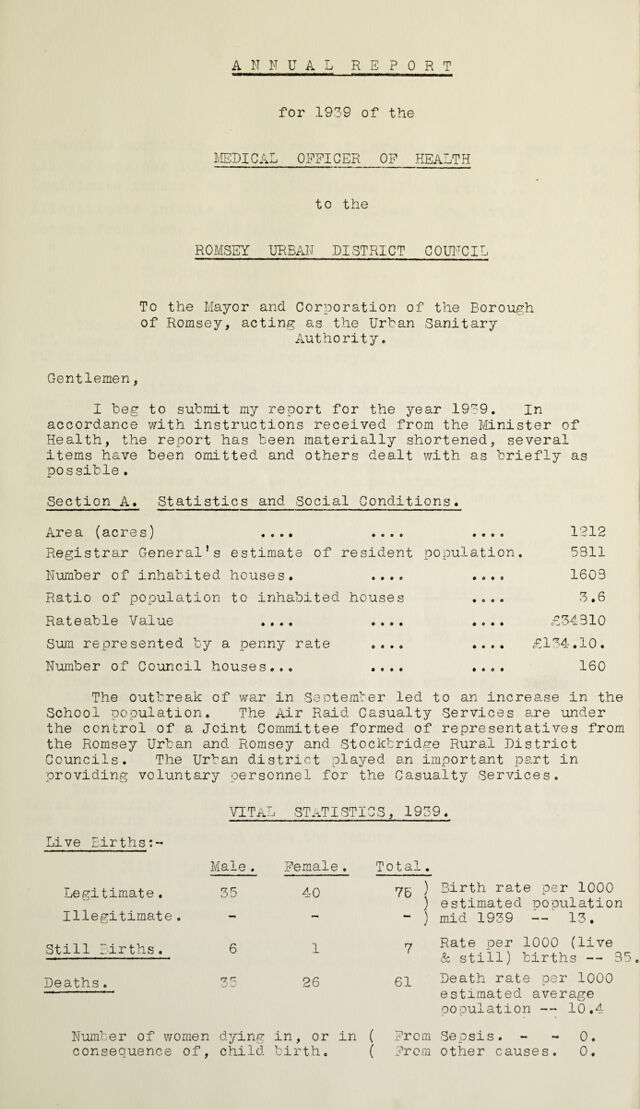 ANNUAL REPORT
for 1939 of the
MEDICAL OFFICER OF HEALTH
to the
ROMSEY URBAN DISTRICT COUNCIL
To the Mayor and Corporation of the Borough
of Romsey, acting as the Urban Sanitary
Authority.
Gentlemen,
I beg to submit my report for the year 1939. In
accordance with instructions received from the Minister of
Health, the report has been materially shortened, several
items have been omitted and others dealt with as briefly as
possible.
Section A. Statistics and Social Conditions.
Area (acres) .... .... .... 1212
Registrar General's estimate of resident population. 5811
Number of inhabited houses. .... .... 1608
Ratio of population to inhabited houses .... 3.6
Rateable Value .... .... .... £34810
Sum represented by a penny rate .... .... £134.10.
Number of Council houses... .... .... 160
The outbreak of war in September led to an increase in the
School population. The Air Raid Casualty Services are under
the control of a Joint Committee formed of representatives from
the Romsey Urban and Romsey and Stockbridge Rural District
Councils. The Urban district played an important part in
providing voluntary personnel for the Casualty Services.
VITAL STATISTICS, 1939.
Live Births:-
Male. Female. Total.
Legitimate. 35 40 75 ) Birth rate per 1000
) estimated population
Illegitimate. - - - ) mid 1939 -- 13.
Still Births. 6 1 7 Rate per 1000 (live
& still) births -- 85.
Deaths. 35 26 61 Death rate per 1000
estimated average
population -- 10.4
Number of women dying in, or in ( From Sepsis. - - 0.
consequence of, child birth. ( From other causes. 0.